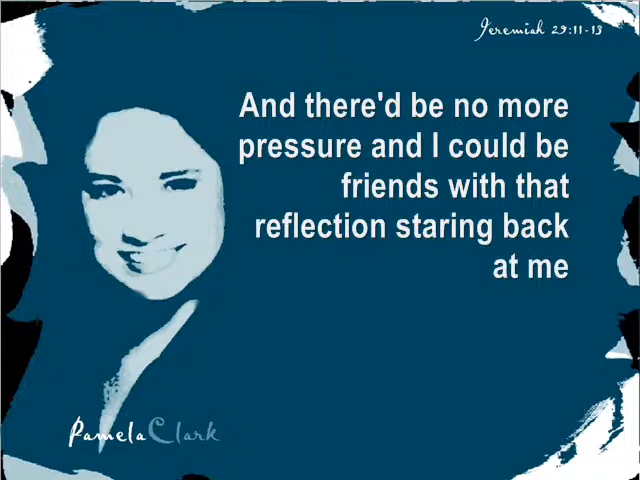 Jeremiah 29:11-13
And there'd be no more
pressure and I could be
friends with that
reflection staring back
at me
PamelaClark